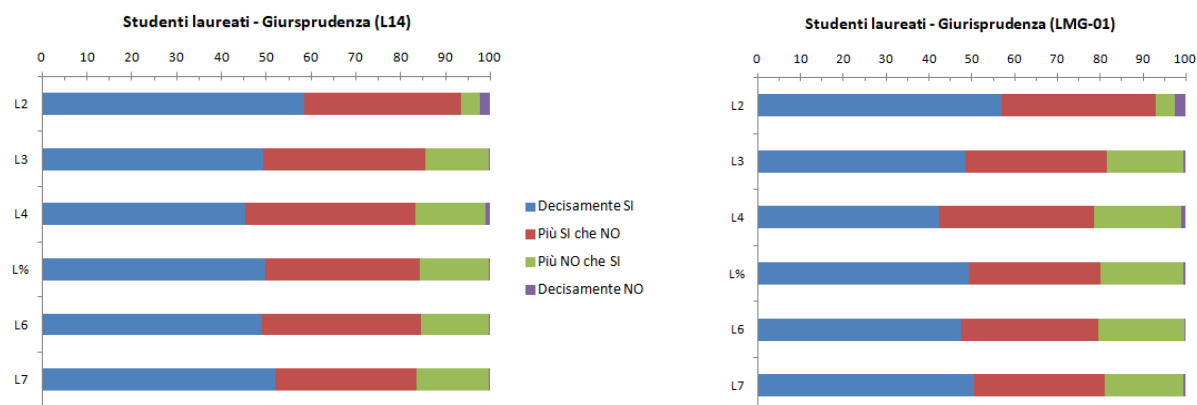 Studenti laureati - Giursprudenza (L14)
0 10 20 30 40 50 60 70 80 90 100
L2
L3
L4
L%
L6
L7
Decisamente SI
Più SI che NO
Più NO che SI
Decisamente NO
Studenti laureati - Giurisprudenza (LMG-01)
0 10 20 30 40 50 60 70 80 90 100
L2
L3
L4
L%
L6
L7